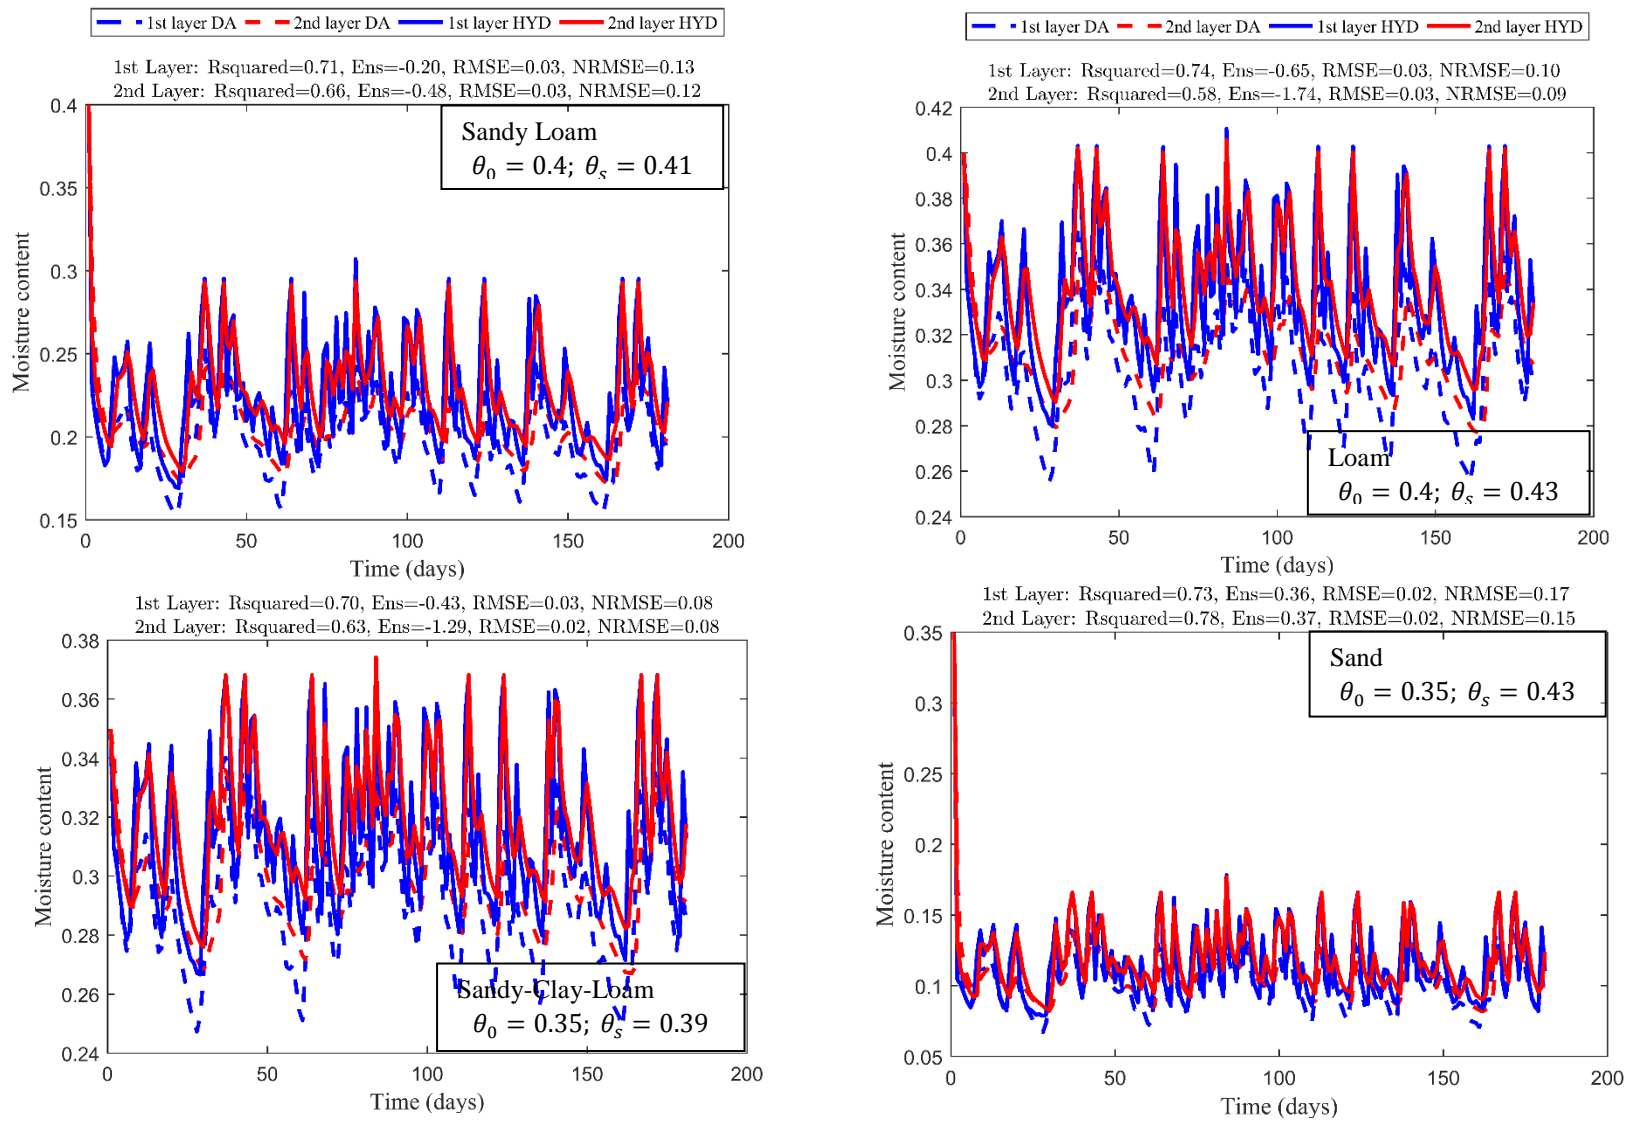 1st layer DA 2nd layer DA 1st layer HYD 2nd layer HYD
1st Layer: Rsquared=0.71, Ens=-0.20, RMSE=0.03, NRMSE=0.13
2nd Layer: Rsquared=0.66, Ens=-0.48, RMSE=0.03, NRMSE=0.12
Sandy Loam
θ₀ = 0.4; θₛ = 0.41
0.4
0.35
0.3
0.25
0.2
0.15
Moisture content
0 50 100 150 200
Time (days)
1st layer DA 2nd layer DA 1st layer HYD 2nd layer HYD
1st Layer: Rsquared=0.74, Ens=-0.65, RMSE=0.03, NRMSE=0.10
2nd Layer: Rsquared=0.58, Ens=-1.74, RMSE=0.03, NRMSE=0.09
0.42
0.4
0.38
0.36
0.34
0.32
0.3
0.28
0.26
0.24
Moisture content
Loam
θ₀ = 0.4; θₛ = 0.43
0 50 100 150 200
Time (days)
1st Layer: Rsquared=0.70, Ens=-0.43, RMSE=0.03, NRMSE=0.08
2nd Layer: Rsquared=0.63, Ens=-1.29, RMSE=0.02, NRMSE=0.08
0.38
0.36
0.34
0.32
0.3
0.28
0.26
0.24
Moisture content
Sandy-Clay-Loam
θ₀ = 0.35; θₛ = 0.39
0 50 100 150 200
Time (days)
1st Layer: Rsquared=0.73, Ens=0.36, RMSE=0.02, NRMSE=0.17
2nd Layer: Rsquared=0.78, Ens=0.37, RMSE=0.02, NRMSE=0.15
Sand
θ₀ = 0.35; θₛ = 0.43
0.35
0.3
0.25
0.2
0.15
0.1
0.05
Moisture content
0 50 100 150 200
Time (days)